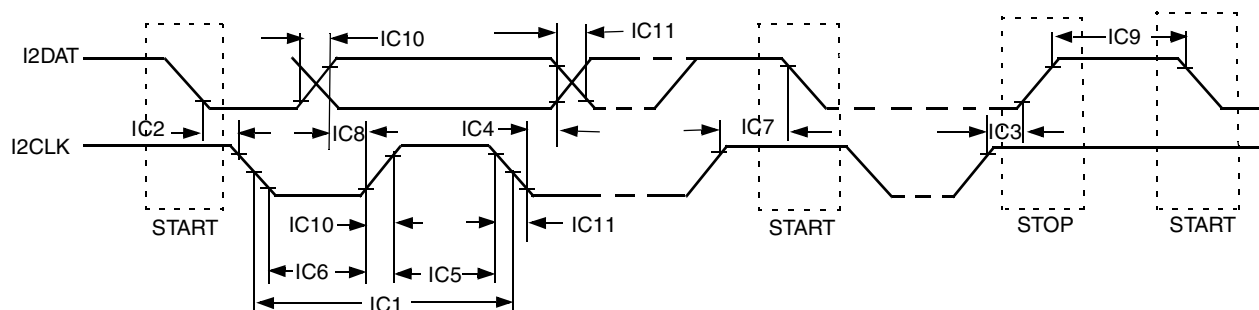 IC10
IC11
IC9
I2DAT
IC2
IC8
IC4
IC7
IC3
I2CLK
START
IC10
IC11
START
STOP
START
IC6
IC5
IC1